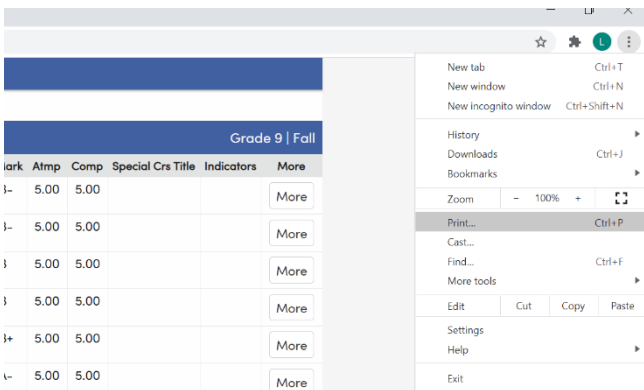 L
New tab Ctrl+T
New window Ctrl+N
New incognito window Ctrl+Shift+N
History
Downloads Ctrl+J
Bookmarks
Zoom - 100% +
Print... Ctrl+P
Cast...
Find... Ctrl+F
More tools
Edit Cut Copy Paste
Settings
Help
Exit
Grade 9 | Fall
Atmp Comp Special Crs Title Indicators More
5.00 5.00 More
5.00 5.00 More
5.00 5.00 More
5.00 5.00 More
5.00 5.00 More
5.00 5.00 More